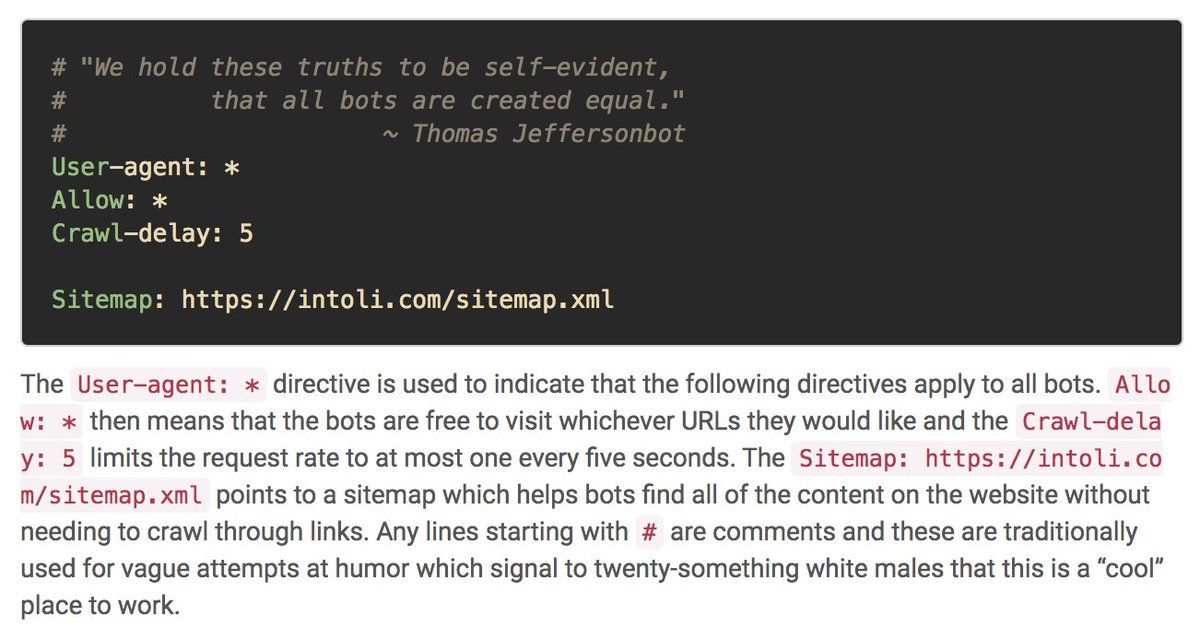 # "We hold these truths to be self-evident,
#          that all bots are created equal."
#                      ~ Thomas Jeffersonbot
User-agent: *
Allow: *
Crawl-delay: 5
Sitemap: https://intoli.com/sitemap.xml
The User-agent: * directive is used to indicate that the following directives apply to all bots. Allo
w: * then means that the bots are free to visit whichever URLs they would like and the Crawl-dela
y: 5 limits the request rate to at most one every five seconds. The Sitemap: https://intoli.co
m/sitemap.xml points to a sitemap which helps bots find all of the content on the website without
needing to crawl through links. Any lines starting with # are comments and these are traditionally
used for vague attempts at humor which signal to twenty-something white males that this is a “cool”
place to work.